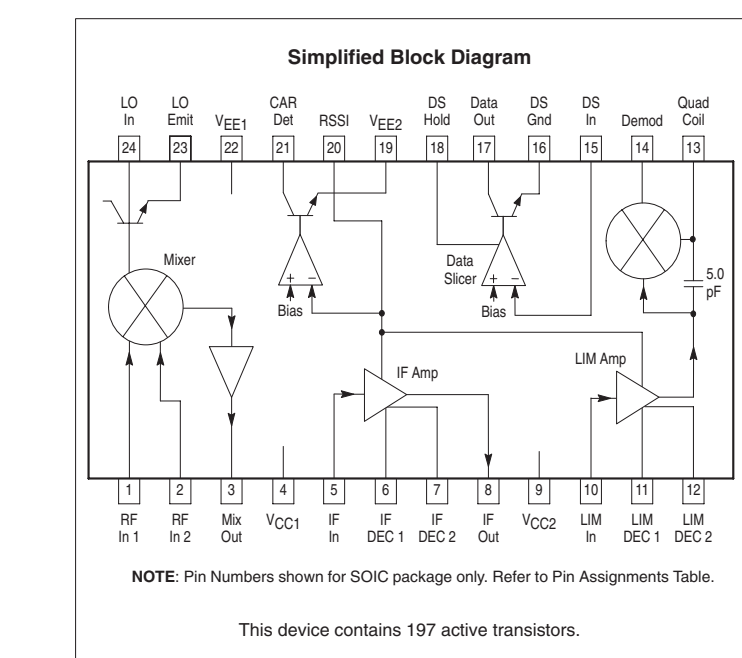 Simplified Block Diagram
LO In
LO Emit
VEE1
CAR Det
RSSI
VEE2
DS Hold
Data Out
DS Gnd
DS In
Demod
Quad Coil
24 23 22 21 20 19 18 17 16 15 14 13
Mixer
Data Slicer
5.0 pF
+ −
Bias
+ −
Bias
IF Amp
LIM Amp
1 2 3 4 5 6 7 8 9 10 11 12
RF In 1
RF In 2
Mix Out
VCC1
IF In
IF DEC 1
IF DEC 2
IF Out
VCC2
LIM In
LIM DEC 1
LIM DEC 2
NOTE: Pin Numbers shown for SOIC package only. Refer to Pin Assignments Table.
This device contains 197 active transistors.